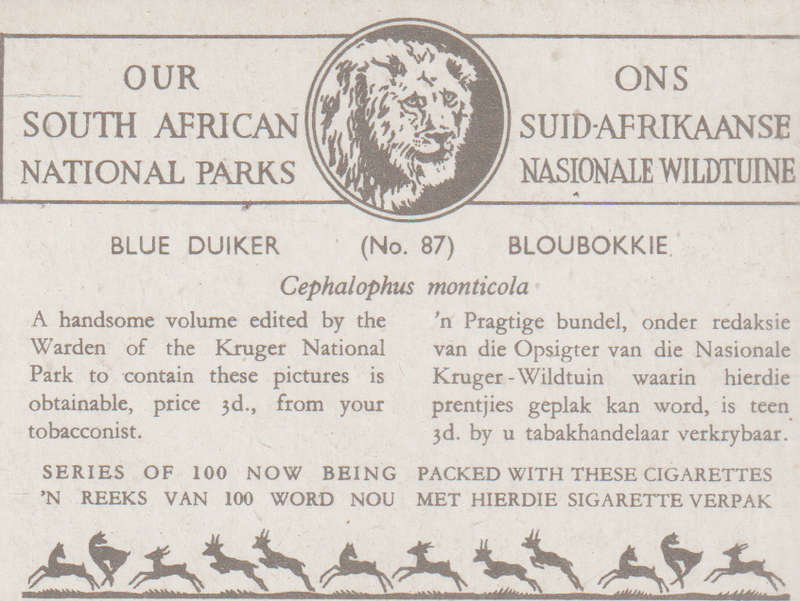 OUR
SOUTH AFRICAN
NATIONAL PARKS
ONS
SUID-AFRIKAANSE
NASIONALE WILDTUINE
BLUE DUIKER (No. 87) BLOUBOKKIE
Cephalophus monticola
A handsome volume edited by the
Warden of the Kruger National
Park to contain these pictures is
obtainable, price 3d., from your
tobacconist.
'n Pragtige bundel, onder redaksie
van die Opsigter van die Nasionale
Kruger-Wildtuin waarin hierdie
prentjies geplak kan word, is teen
3d. by u tabakhandelaar verkrybaar.
SERIES OF 100 NOW BEING PACKED WITH THESE CIGARETTES
'N REEKS VAN 100 WORD NOU MET HIERDIE SIGARETTE VERPAK